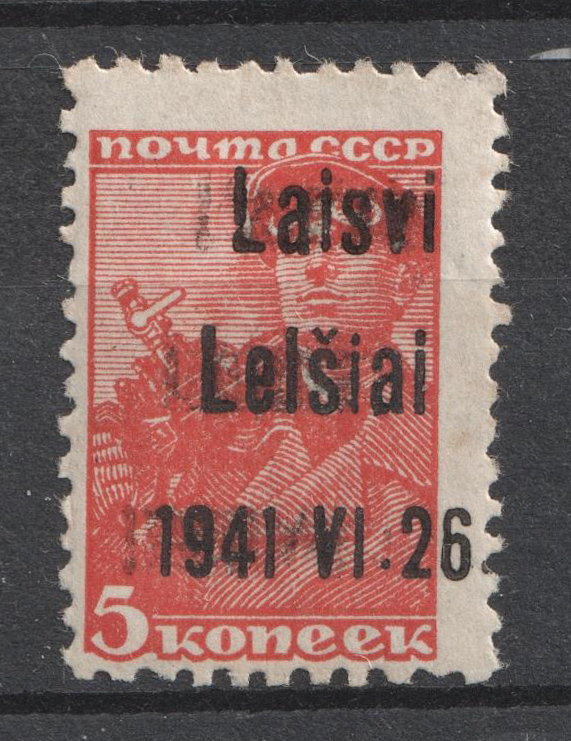 почта СССР
Laisvi
Lelšiai
1941 VI.26
5 копеек